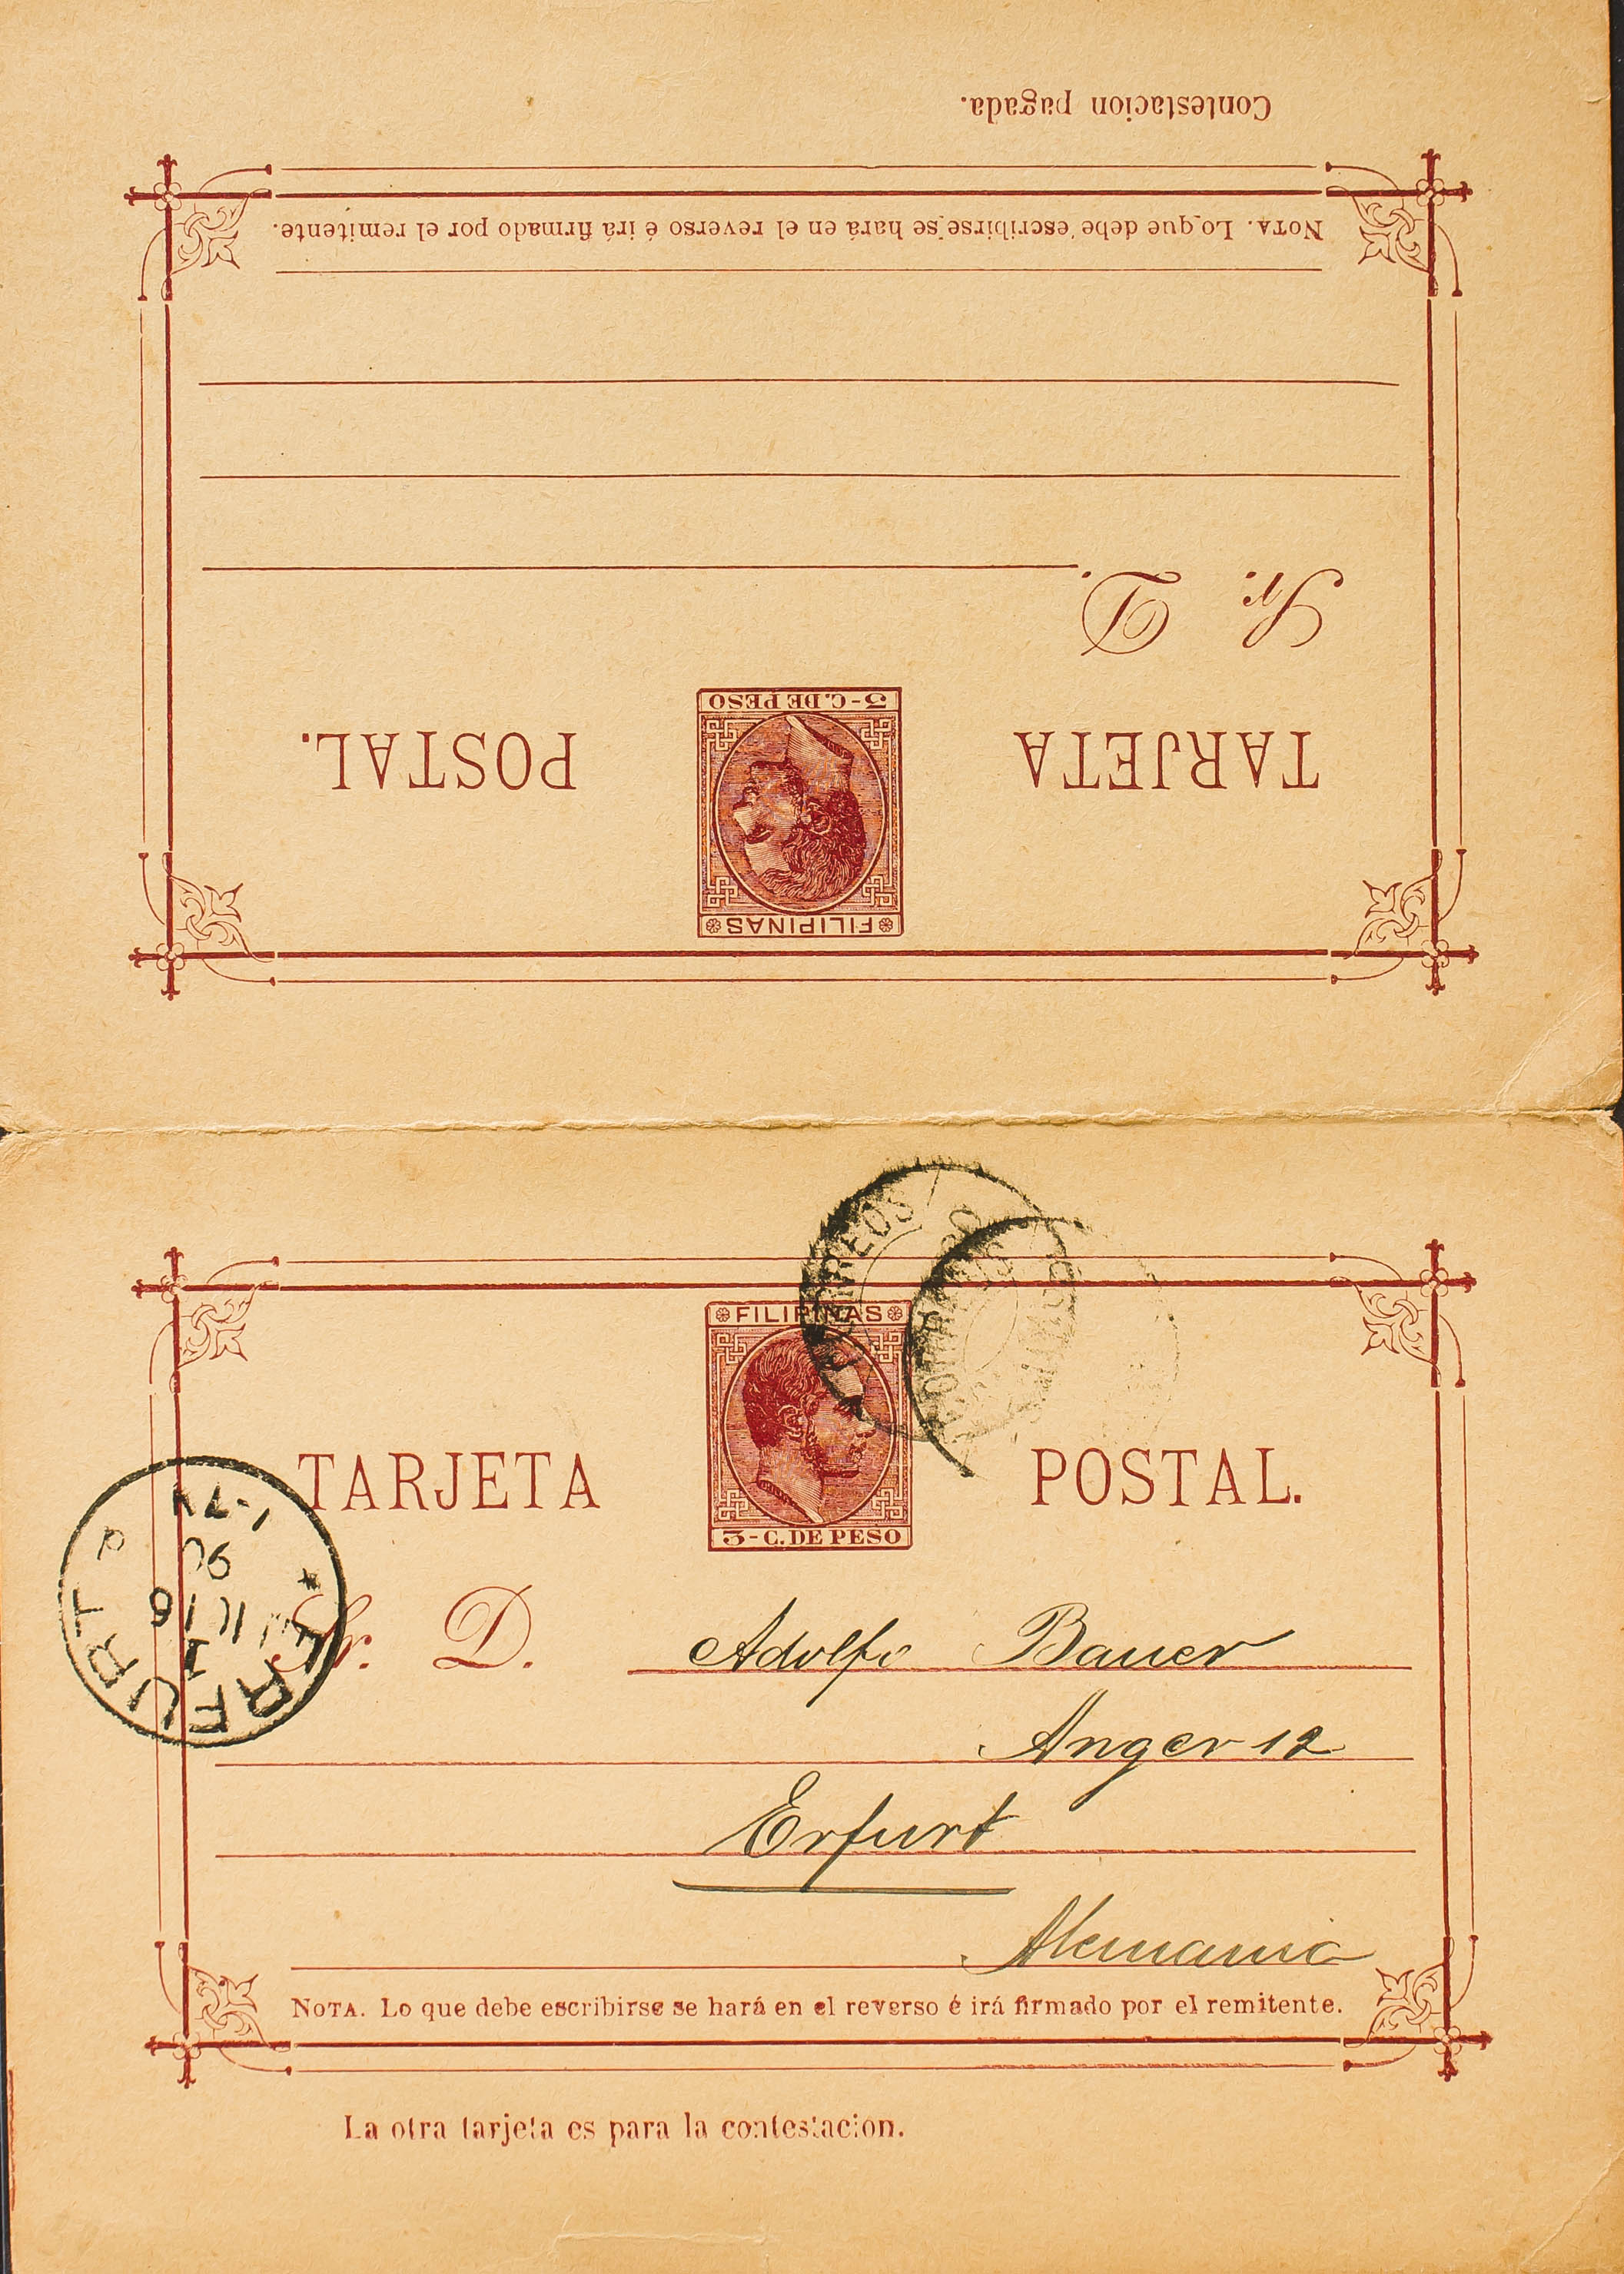 Contestacion pagada.
NOTA. Lo que debe escribirse se hará en el reverso é irá firmado por el remitente.
Sr. D.
TARJETA POSTAL.
3-C. DE PESO
FILIPINAS
CORREOS
FILIPINAS
TARJETA POSTAL.
3-C. DE PESO
ERFURT
90
Sr. D. Adolfo Bauer
Anger 12
Erfurt
Alemania
NOTA. Lo que debe escribirse se hará en el reverso é irá firmado por el remitente.
La otra tarjeta es para la contestacion.